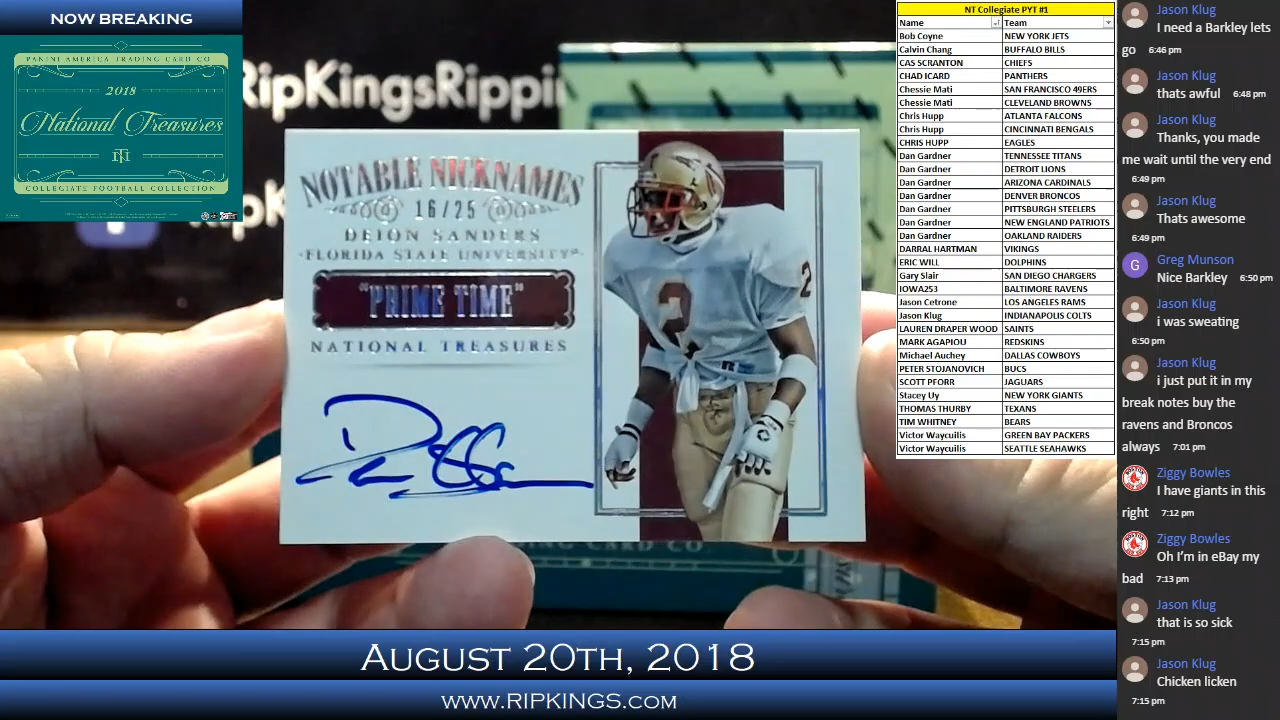 NOW BREAKING
PANINI AMERICA TRADING CARD CO
2018
National Treasures
NT
COLLEGIATE FOOTBALL COLLECTION
RipKingsRippin
RipK
NOTABLE NICKNAMES
16/25
DEION SANDERS
·FLORIDA STATE UNIVERSITY®·
"PRIME TIME"
NATIONAL TREASURES
2
2
CARD CO.
AUGUST 20TH, 2018
WWW.RIPKINGS.COM
NT Collegiate PYT #1
Name Team
Bob Coyne NEW YORK JETS
Calvin Chang BUFFALO BILLS
CAS SCRANTON CHIEFS
CHAD ICARD PANTHERS
Chessie Mati SAN FRANCISCO 49ERS
Chessie Mati CLEVELAND BROWNS
Chris Hupp ATLANTA FALCONS
Chris Hupp CINCINNATI BENGALS
CHRIS HUPP EAGLES
Dan Gardner TENNESSEE TITANS
Dan Gardner DETROIT LIONS
Dan Gardner ARIZONA CARDINALS
Dan Gardner DENVER BRONCOS
Dan Gardner PITTSBURGH STEELERS
Dan Gardner NEW ENGLAND PATRIOTS
Dan Gardner OAKLAND RAIDERS
DARRAL HARTMAN VIKINGS
ERIC WILL DOLPHINS
Gary Slair SAN DIEGO CHARGERS
IOWA253 BALTIMORE RAVENS
Jason Cetrone LOS ANGELES RAMS
Jason Klug INDIANAPOLIS COLTS
LAUREN DRAPER WOOD SAINTS
MARK AGAPIOU REDSKINS
Michael Auchey DALLAS COWBOYS
PETER STOJANOVICH BUCS
SCOTT PFORR JAGUARS
Stacey Uy NEW YORK GIANTS
THOMAS THURBY TEXANS
TIM WHITNEY BEARS
Victor Waycuilis GREEN BAY PACKERS
Victor Waycuilis SEATTLE SEAHAWKS
Jason Klug
I need a Barkley lets
go 6:46 pm
Jason Klug
thats awful 6:48 pm
Jason Klug
Thanks, you made
me wait until the very end
6:49 pm
Jason Klug
Thats awesome
6:49 pm
G Greg Munson
Nice Barkley 6:50 pm
Jason Klug
i was sweating
6:50 pm
Jason Klug
i just put it in my
break notes buy the
ravens and Broncos
always 7:01 pm
Ziggy Bowles
I have giants in this
right 7:12 pm
Ziggy Bowles
Oh I'm in eBay my
bad 7:13 pm
Jason Klug
that is so sick
7:15 pm
Jason Klug
Chicken licken
7:15 pm